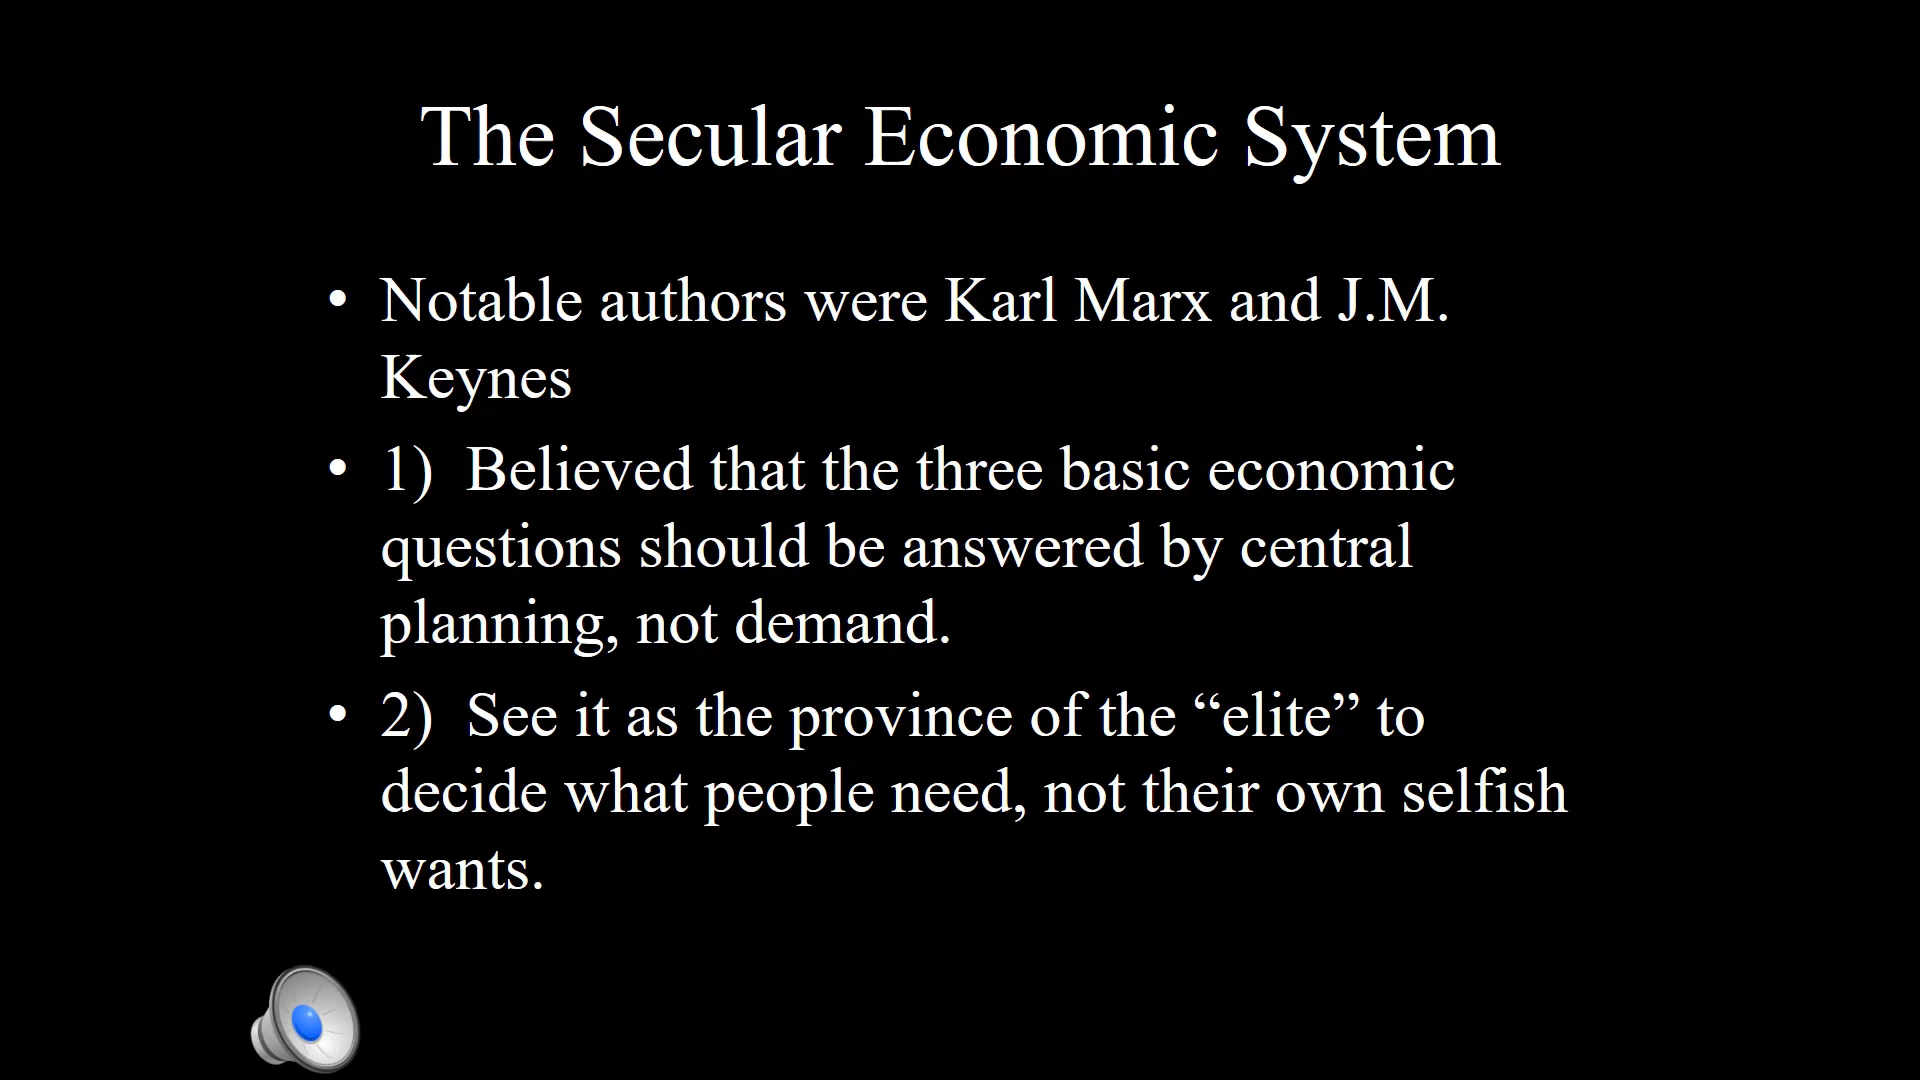 The Secular Economic System
• Notable authors were Karl Marx and J.M.
Keynes
• 1)  Believed that the three basic economic
questions should be answered by central
planning, not demand.
• 2)  See it as the province of the “elite” to
decide what people need, not their own selfish
wants.